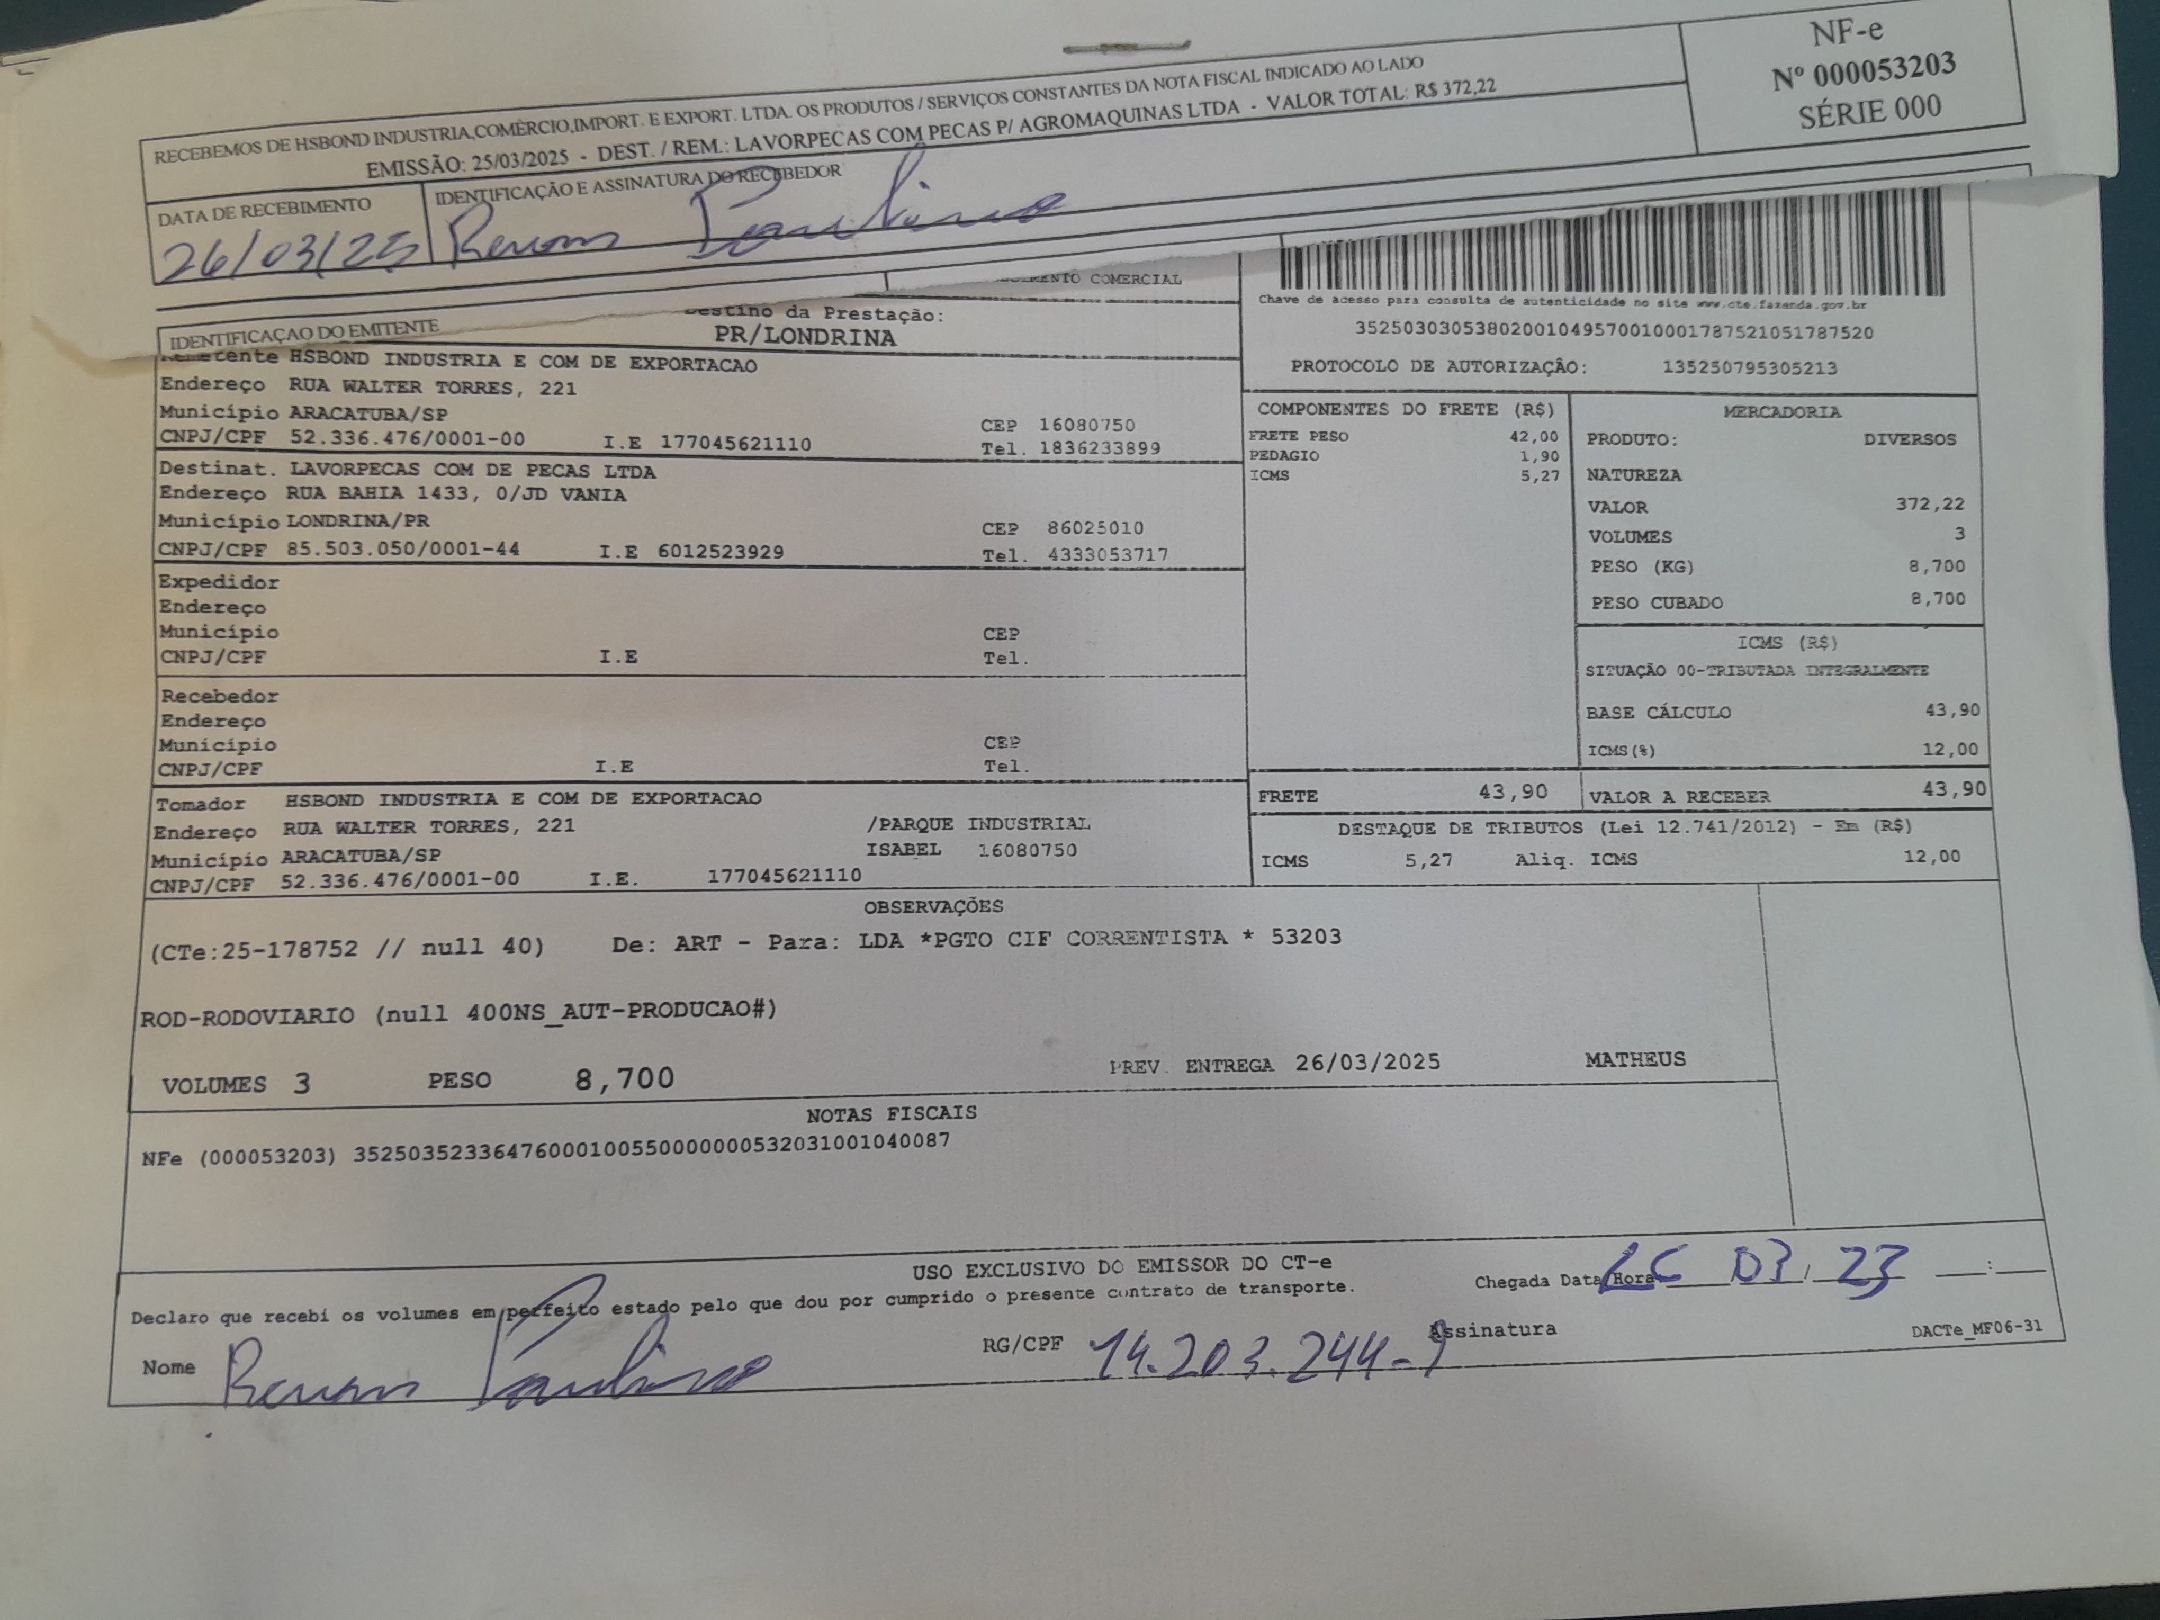 RECEBEMOS DE HSBOND INDUSTRIA,COMÉRCIO,IMPORT. E EXPORT. LTDA. OS PRODUTOS / SERVIÇOS CONSTANTES DA NOTA FISCAL INDICADO AO LADO
EMISSÃO: 25/03/2025 - DEST. / REM.: LAVORPECAS COM PECAS P/ AGROMAQUINAS LTDA - VALOR TOTAL: R$ 372,22
NF-e
Nº 000053203
SÉRIE 000
DATA DE RECEBIMENTO
26/03/25
IDENTIFICAÇÃO E ASSINATURA DO RECEBEDOR
IDENTIFICAÇAO DO EMITENTE
COMERCIAL
Destino da Prestação:
PR/LONDRINA
Chave de acesso para consulta de autenticidade no site www.cte.fazenda.gov.br
35250303053802001049570010001787521051787520
PROTOCOLO DE AUTORIZAÇÂO: 135250795305213
Remetente HSBOND INDUSTRIA E COM DE EXPORTACAO
Endereço RUA WALTER TORRES, 221
Município ARACATUBA/SP CEP 16080750
CNPJ/CPF 52.336.476/0001-00 I.E 177045621110 Tel. 1836233899
Destinat. LAVORPECAS COM DE PECAS LTDA
Endereço RUA BAHIA 1433, 0/JD VANIA
Município LONDRINA/PR CEP 86025010
CNPJ/CPF 85.503.050/0001-44 I.E 6012523929 Tel. 4333053717
Expedidor
Endereço
Município CEP
CNPJ/CPF I.E Tel.
Recebedor
Endereço
Município CEP
CNPJ/CPF I.E Tel.
Tomador HSBOND INDUSTRIA E COM DE EXPORTACAO
Endereço RUA WALTER TORRES, 221 /PARQUE INDUSTRIAL
Município ARACATUBA/SP ISABEL 16080750
CNPJ/CPF 52.336.476/0001-00 I.E. 177045621110
COMPONENTES DO FRETE (R$)
FRETE PESO 42,00
PEDAGIO 1,90
ICMS 5,27
MERCADORIA
PRODUTO: DIVERSOS
NATUREZA
VALOR 372,22
VOLUMES 3
PESO (KG) 8,700
PESO CUBADO 8,700
ICMS (R$)
SITUAÇÃO 00-TRIBUTADA INTEGRALMENTE
BASE CÁLCULO 43,90
ICMS(%) 12,00
FRETE 43,90 VALOR A RECEBER 43,90
DESTAQUE DE TRIBUTOS (Lei 12.741/2012) - Em (R$)
ICMS 5,27 Aliq. ICMS 12,00
OBSERVAÇÕES
(CTe:25-178752 // null 40) De: ART - Para: LDA *PGTO CIF CORRENTISTA * 53203
ROD-RODOVIARIO (null 400NS_AUT-PRODUCAO#)
VOLUMES 3 PESO 8,700 PREV. ENTREGA 26/03/2025 MATHEUS
NOTAS FISCAIS
NFe (000053203) 35250352336476000100550000000532031001040087
USO EXCLUSIVO DO EMISSOR DO CT-e
Declaro que recebi os volumes em perfeito estado pelo que dou por cumprido o presente contrato de transporte.
Chegada Data/Hora 03/ 23 :
Nome
RG/CPF 14.203.244-9
Assinatura
DACTe_MF06-31